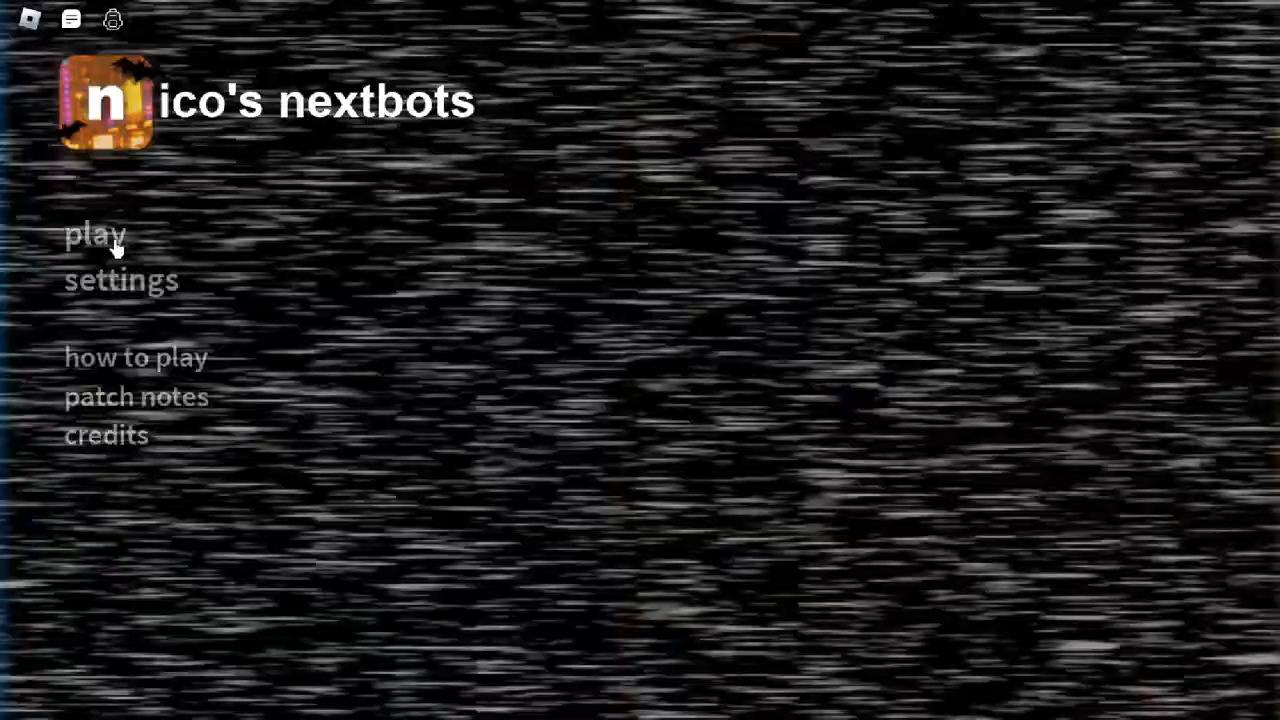 nico's nextbots
play
settings
how to play
patch notes
credits